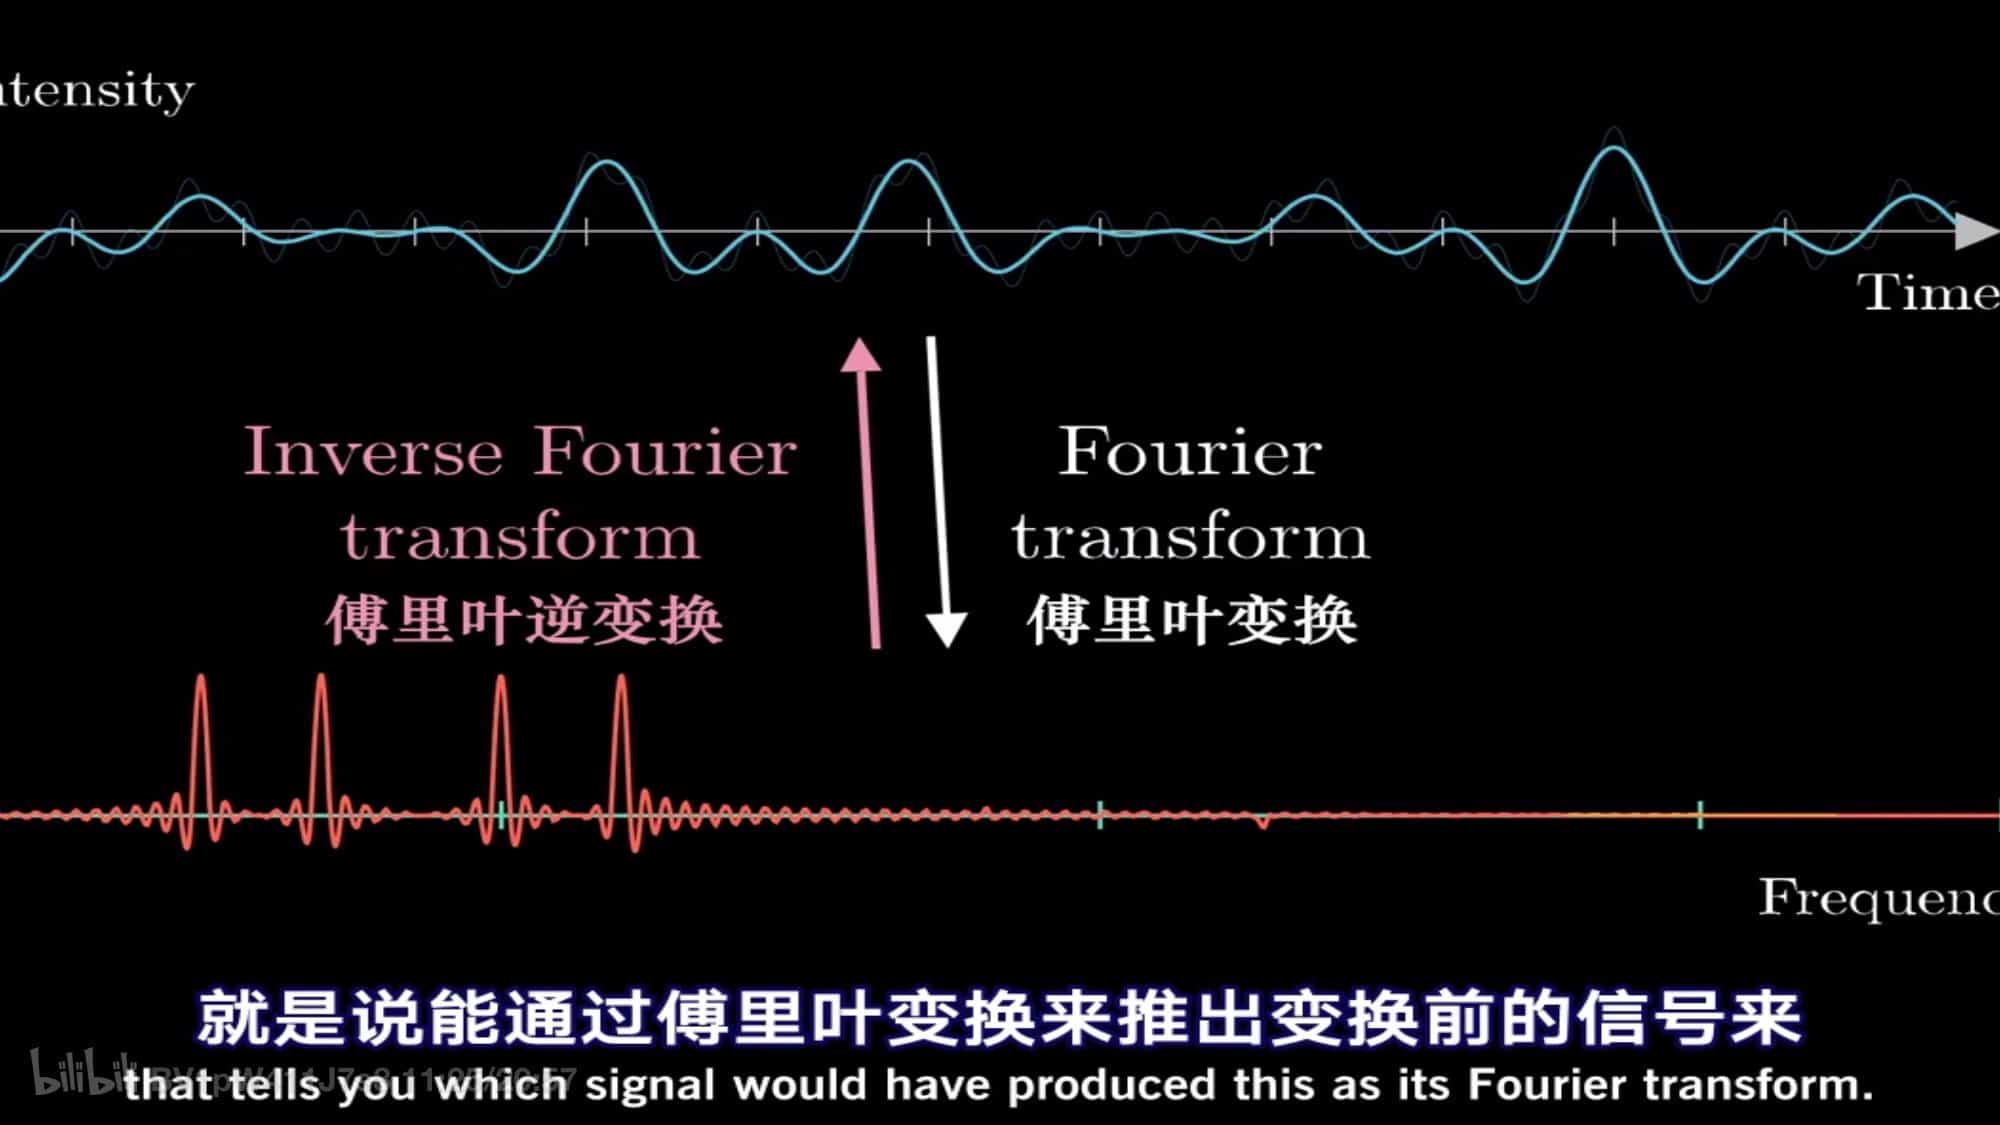 ntensity
Time
Inverse Fourier
transform
傅里叶逆变换
Fourier
transform
傅里叶变换
Frequenc
就是说能通过傅里叶变换来推出变换前的信号来
bilibili
that tells you which signal would have produced this as its Fourier transform.